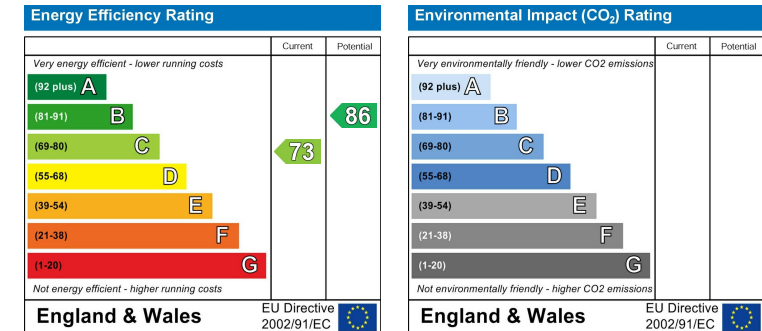 Energy Efficiency Rating
Current Potential
Very energy efficient - lower running costs
(92 plus) A
(81-91) B
86
(69-80) C
73
(55-68) D
(39-54) E
(21-38) F
(1-20) G
Not energy efficient - higher running costs
England & Wales
EU Directive
2002/91/EC
Environmental Impact (CO₂) Rating
Current Potential
Very environmentally friendly - lower CO2 emissions
(92 plus) A
(81-91) B
(69-80) C
(55-68) D
(39-54) E
(21-38) F
(1-20) G
Not environmentally friendly - higher CO2 emissions
England & Wales
EU Directive
2002/91/EC